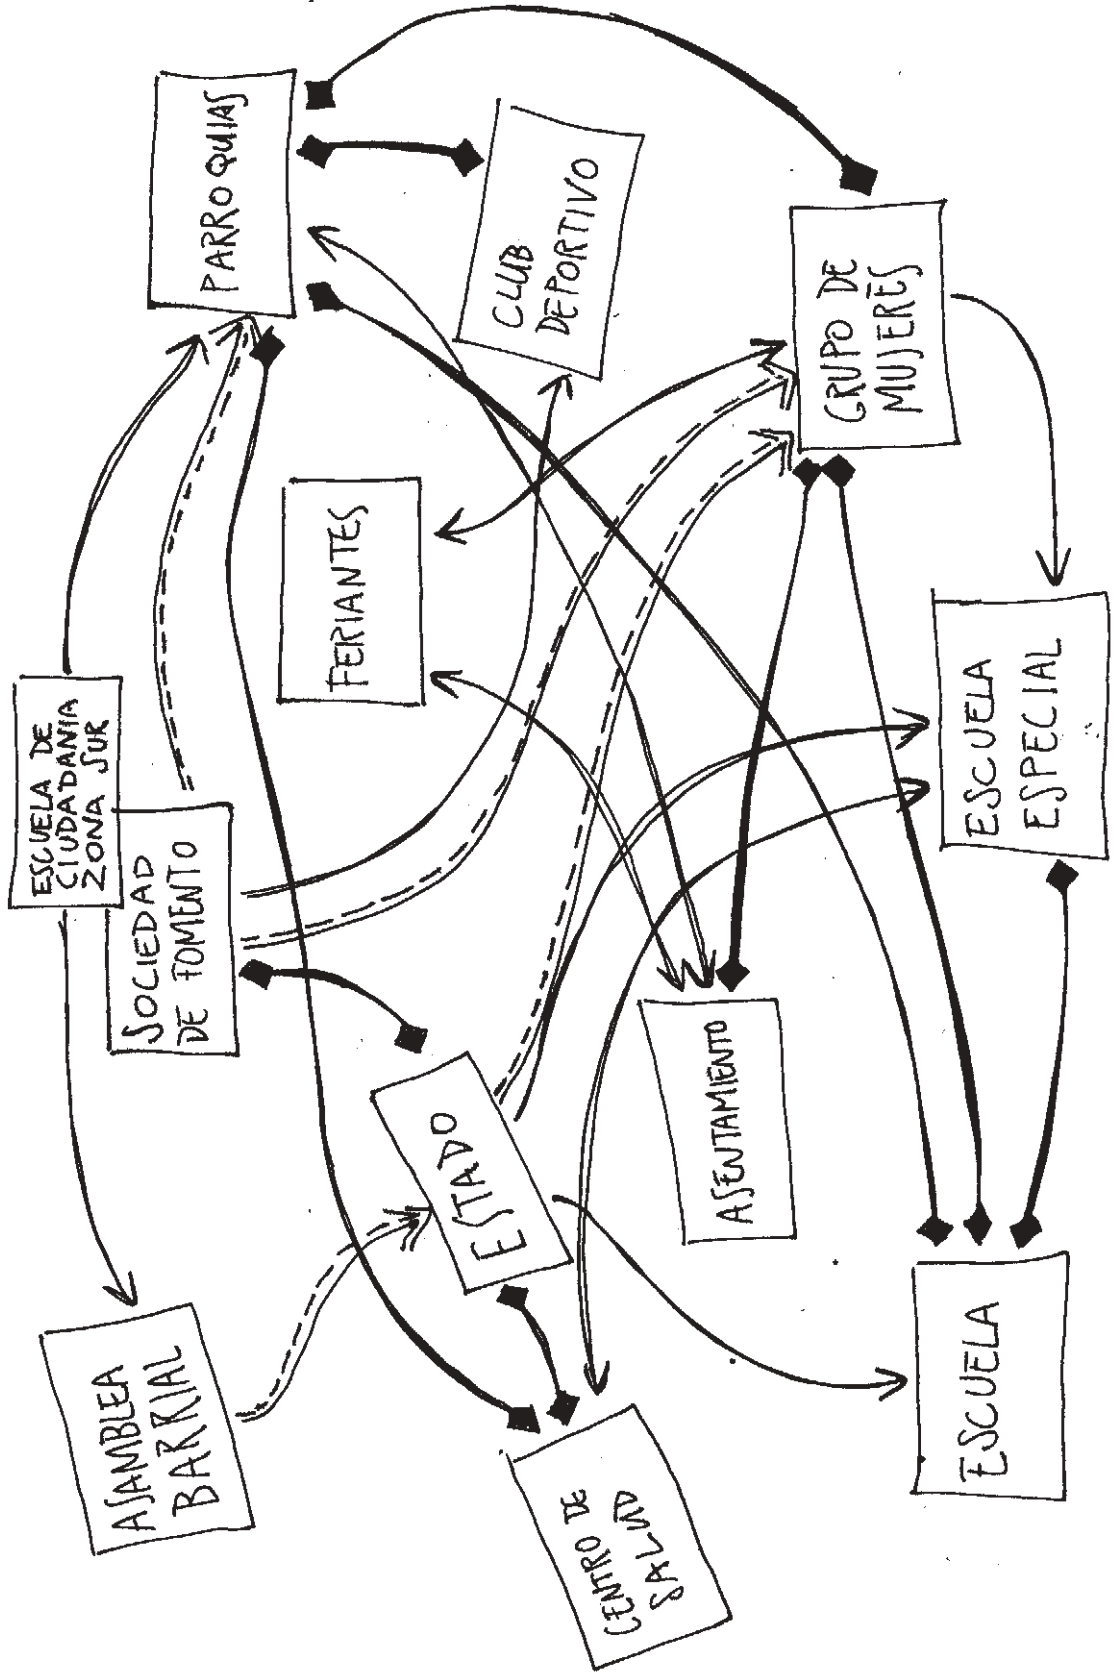 ESCUELA DE
CIUDADANIA
ZONA SUR
ASAMBLEA
BARRIAL
SOCIEDAD
DE FOMENTO
PARROQUIAS
FERIANTES
ESTADO
CLUB
DEPORTIVO
CENTRO DE
SALUD
ASENTAMIENTO
GRUPO DE
MUJERES
ESCUELA
ESCUELA
ESPECIAL